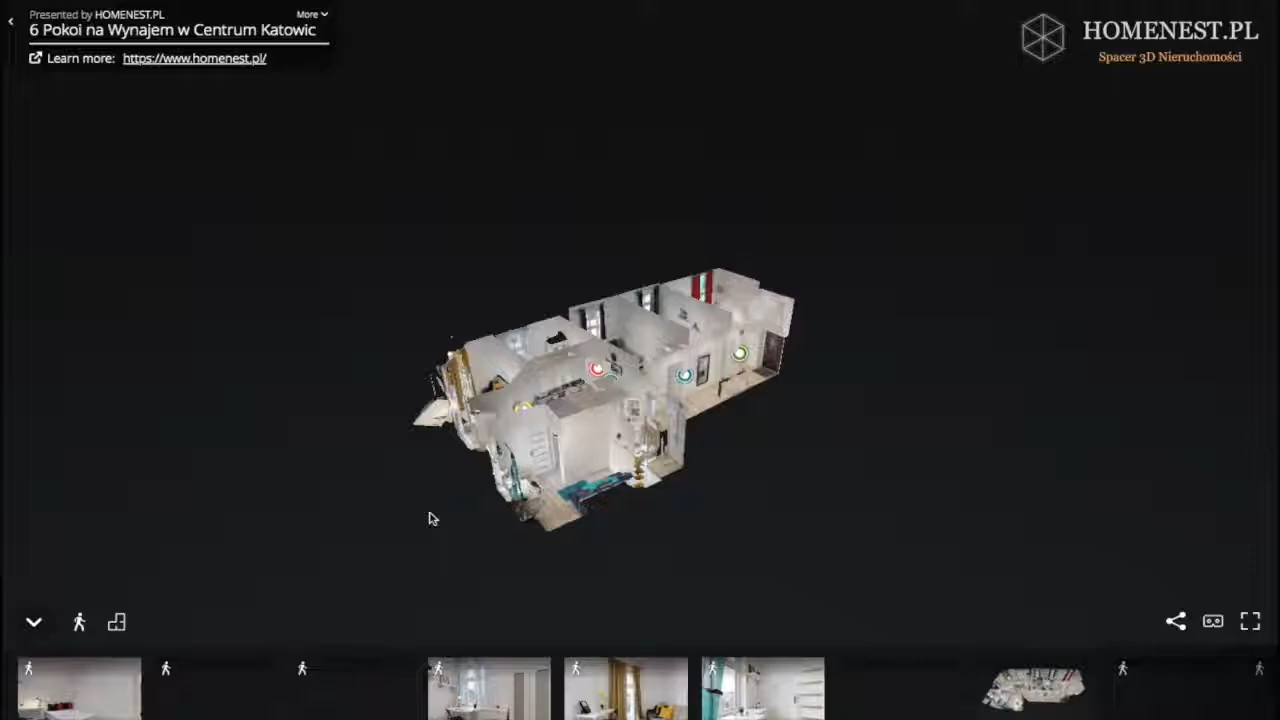 Presented by HOMENEST.PL
More
6 Pokoi na Wynajem w Centrum Katowic
Learn more: https://www.homenest.pl/
HOMENEST.PL
Spacer 3D Nieruchomości